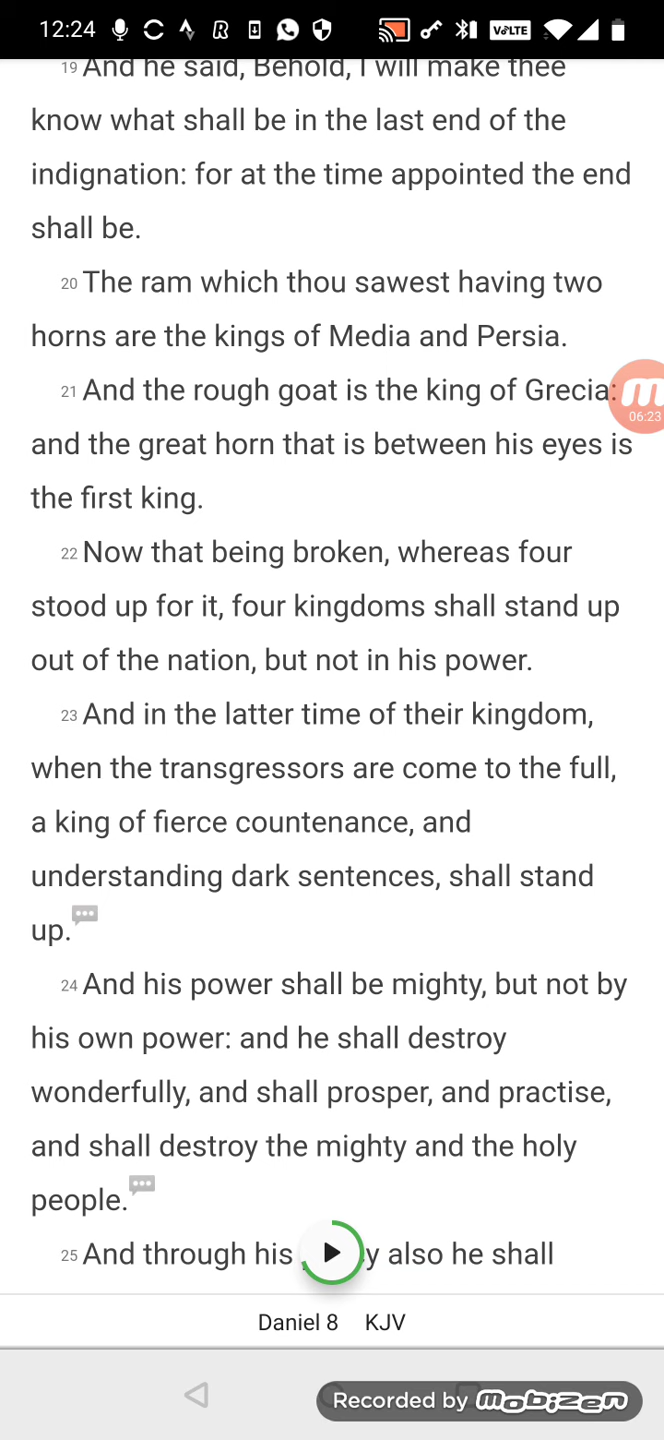 12:24 R VoLTE
19 And he said, Behold, I will make thee
know what shall be in the last end of the
indignation: for at the time appointed the end
shall be.
20 The ram which thou sawest having two
horns are the kings of Media and Persia.
21 And the rough goat is the king of Grecia:
and the great horn that is between his eyes is
the first king.
m
06:23
22 Now that being broken, whereas four
stood up for it, four kingdoms shall stand up
out of the nation, but not in his power.
23 And in the latter time of their kingdom,
when the transgressors are come to the full,
a king of fierce countenance, and
understanding dark sentences, shall stand
up.
24 And his power shall be mighty, but not by
his own power: and he shall destroy
wonderfully, and shall prosper, and practise,
and shall destroy the mighty and the holy
people.
25 And through his also he shall
Daniel 8 KJV
Recorded by mobizen